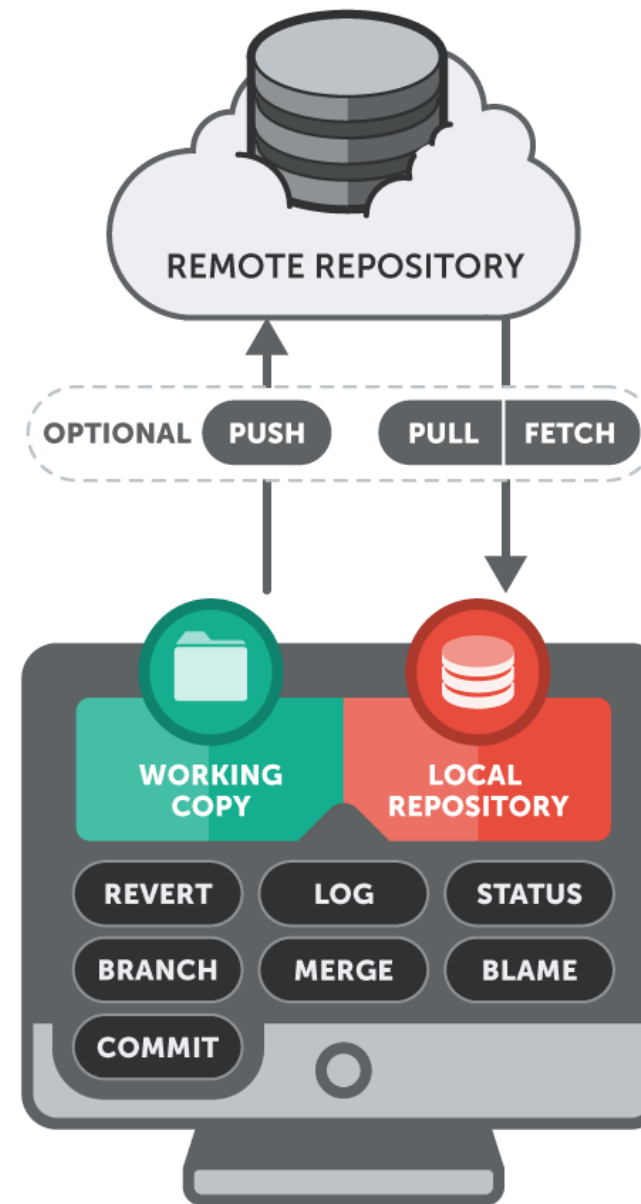 REMOTE REPOSITORY
OPTIONAL PUSH PULL FETCH
WORKING
COPY
LOCAL
REPOSITORY
REVERT LOG STATUS
BRANCH MERGE BLAME
COMMIT